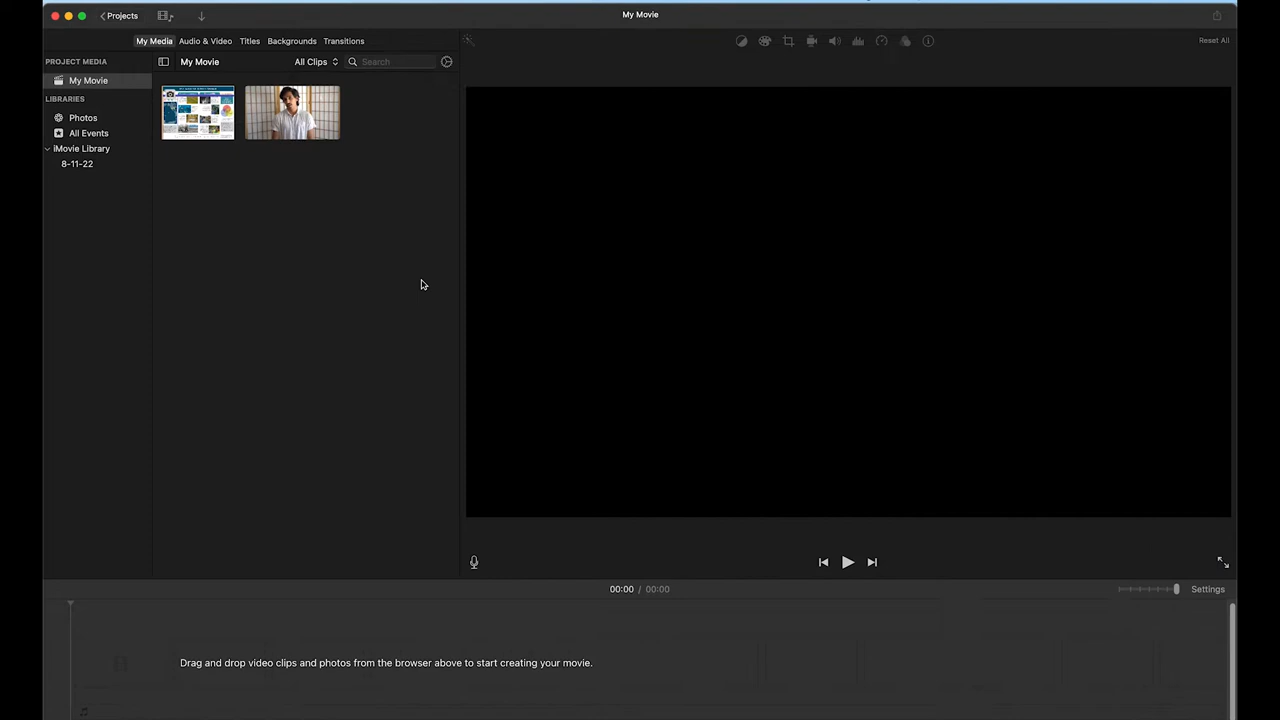 Projects
My Movie
My Media Audio & Video Titles Backgrounds Transitions
Reset All
PROJECT MEDIA
My Movie
All Clips
Search
My Movie
LIBRARIES
Photos
All Events
iMovie Library
8-11-22
00:00 / 00:00
Settings
Drag and drop video clips and photos from the browser above to start creating your movie.